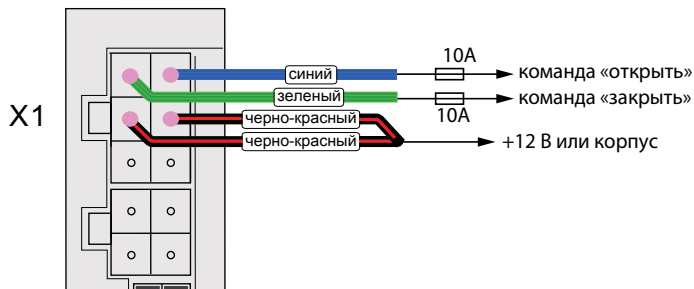 10A
синий
команда «открыть»
зеленый
команда «закрыть»
10A
X1
черно-красный
черно-красный
+12 В или корпус